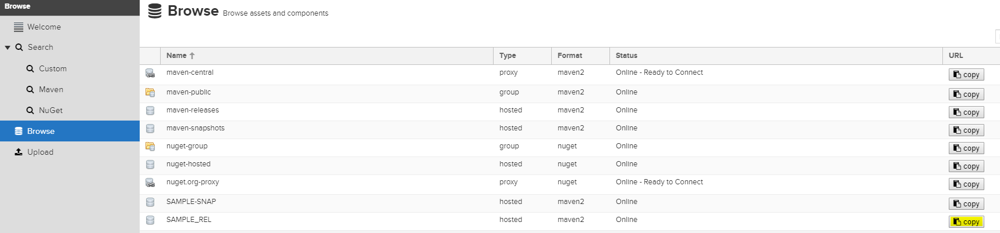 Browse
Welcome
Search
Custom
Maven
NuGet
Browse
Upload
Browse Browse assets and components
Name Type Format Status URL
maven-central proxy maven2 Online - Ready to Connect copy
maven-public group maven2 Online copy
maven-releases hosted maven2 Online copy
maven-snapshots hosted maven2 Online copy
nuget-group group nuget Online copy
nuget-hosted hosted nuget Online copy
nuget.org-proxy proxy nuget Online - Ready to Connect copy
SAMPLE-SNAP hosted maven2 Online copy
SAMPLE_REL hosted maven2 Online copy